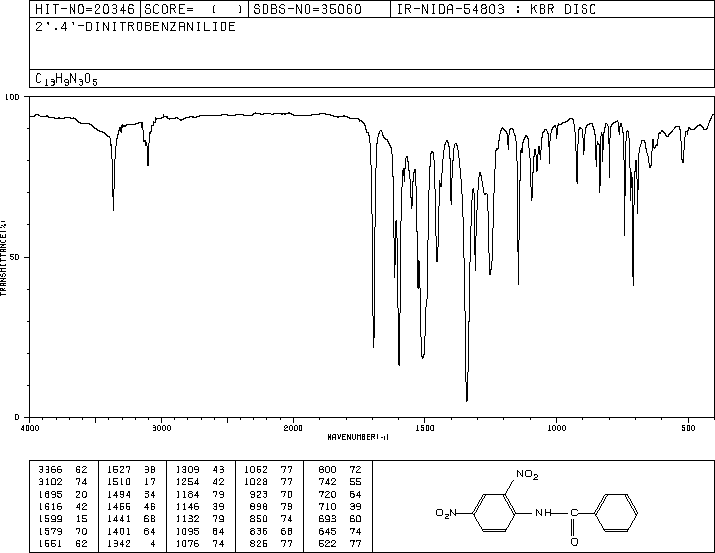 HIT-NO=20346 SCORE= ( ) SDBS-NO=35060 IR-NIDA-54803 : KBR DISC
2',4'-DINITROBENZANILIDE
C13H9N3O5
100
TRANSMITTANCE(%)
50
0
4000 3000 2000 1500 1000 500
WAVENUMBER(-1)
3366 62 1527 38 1309 43 1062 77 800 72
3102 74 1510 17 1254 42 1028 77 742 55
1695 20 1494 34 1184 79 923 70 720 64
1616 42 1456 46 1146 39 898 79 710 39
1599 15 1441 68 1132 79 850 74 693 60
1579 70 1401 64 1095 64 836 68 645 74
1551 62 1342 4 1076 74 826 77 522 77
NO2
O2N NH C
O